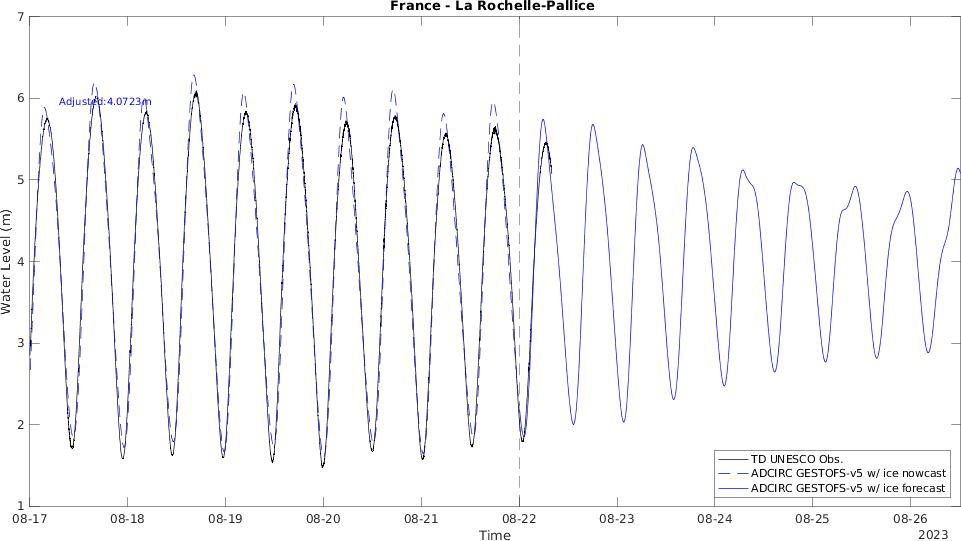 France - La Rochelle-Pallice
7
6
5
4
3
2
1
Water Level (m)
Adjusted:4.0723m
TD UNESCO Obs.
ADCIRC GESTOFS-v5 w/ ice nowcast
ADCIRC GESTOFS-v5 w/ ice forecast
08-17 08-18 08-19 08-20 08-21 08-22 08-23 08-24 08-25 08-26
Time
2023